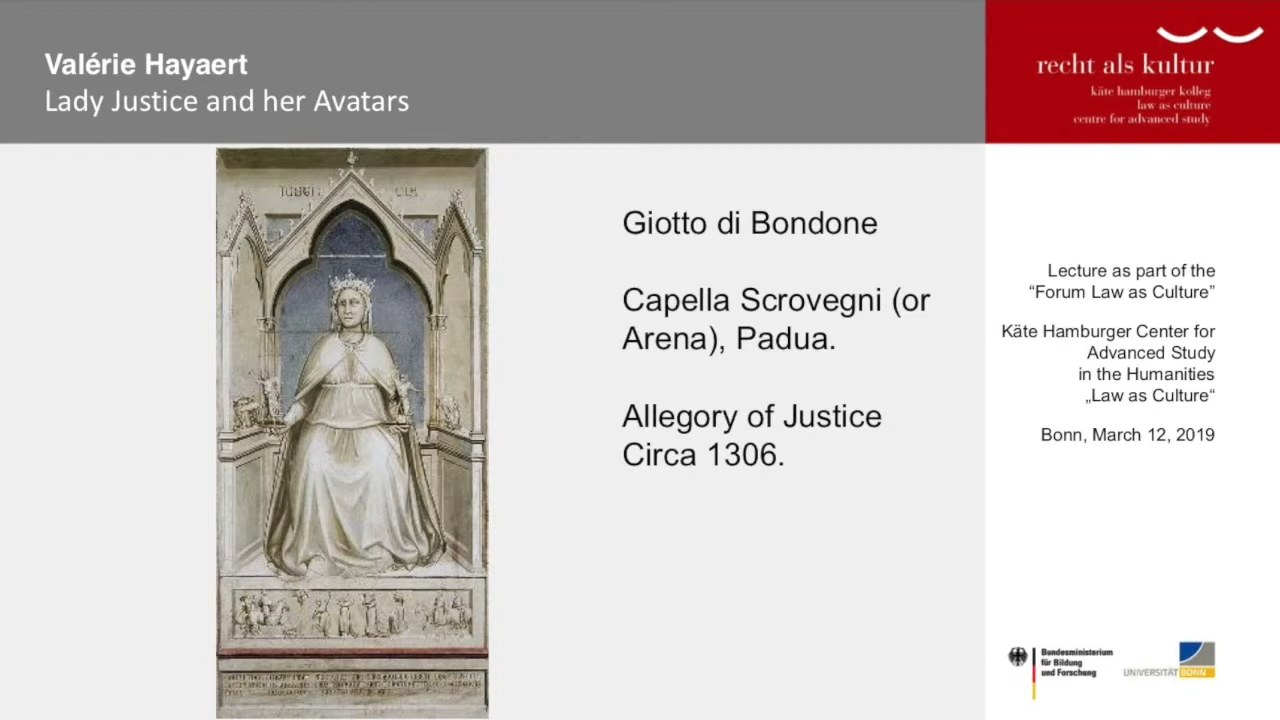 Valérie Hayaert
Lady Justice and her Avatars
recht als kultur
käte hamburger kolleg
law as culture
centre for advanced study
Giotto di Bondone
Capella Scrovegni (or
Arena), Padua.
Allegory of Justice
Circa 1306.
Lecture as part of the
“Forum Law as Culture”
Käte Hamburger Center for
Advanced Study
in the Humanities
„Law as Culture“
Bonn, March 12, 2019
Bundesministerium
für Bildung
und Forschung
UNIVERSITÄT BONN